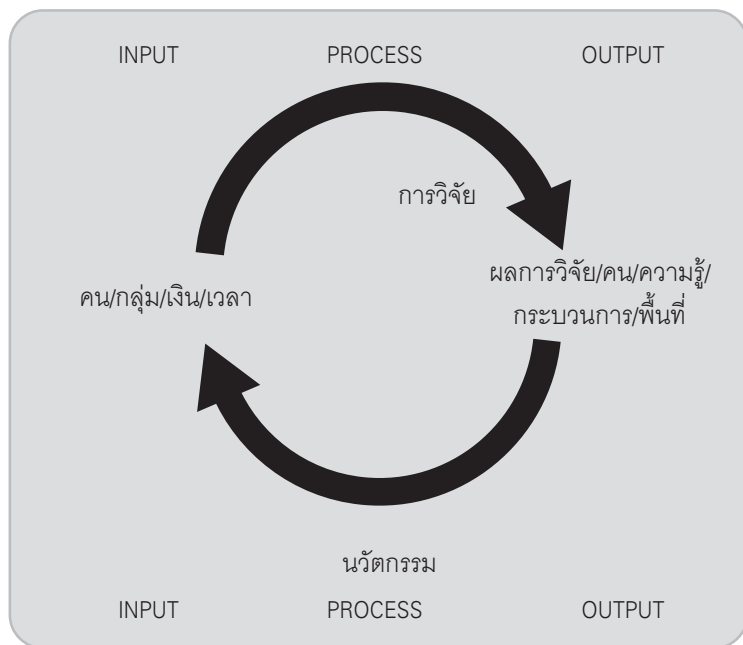 INPUT PROCESS OUTPUT
การวิจัย
คน/กลุ่ม/เงิน/เวลา
ผลการวิจัย/คน/ความรู้/
กระบวนการ/พื้นที่
นวัตกรรม
INPUT PROCESS OUTPUT